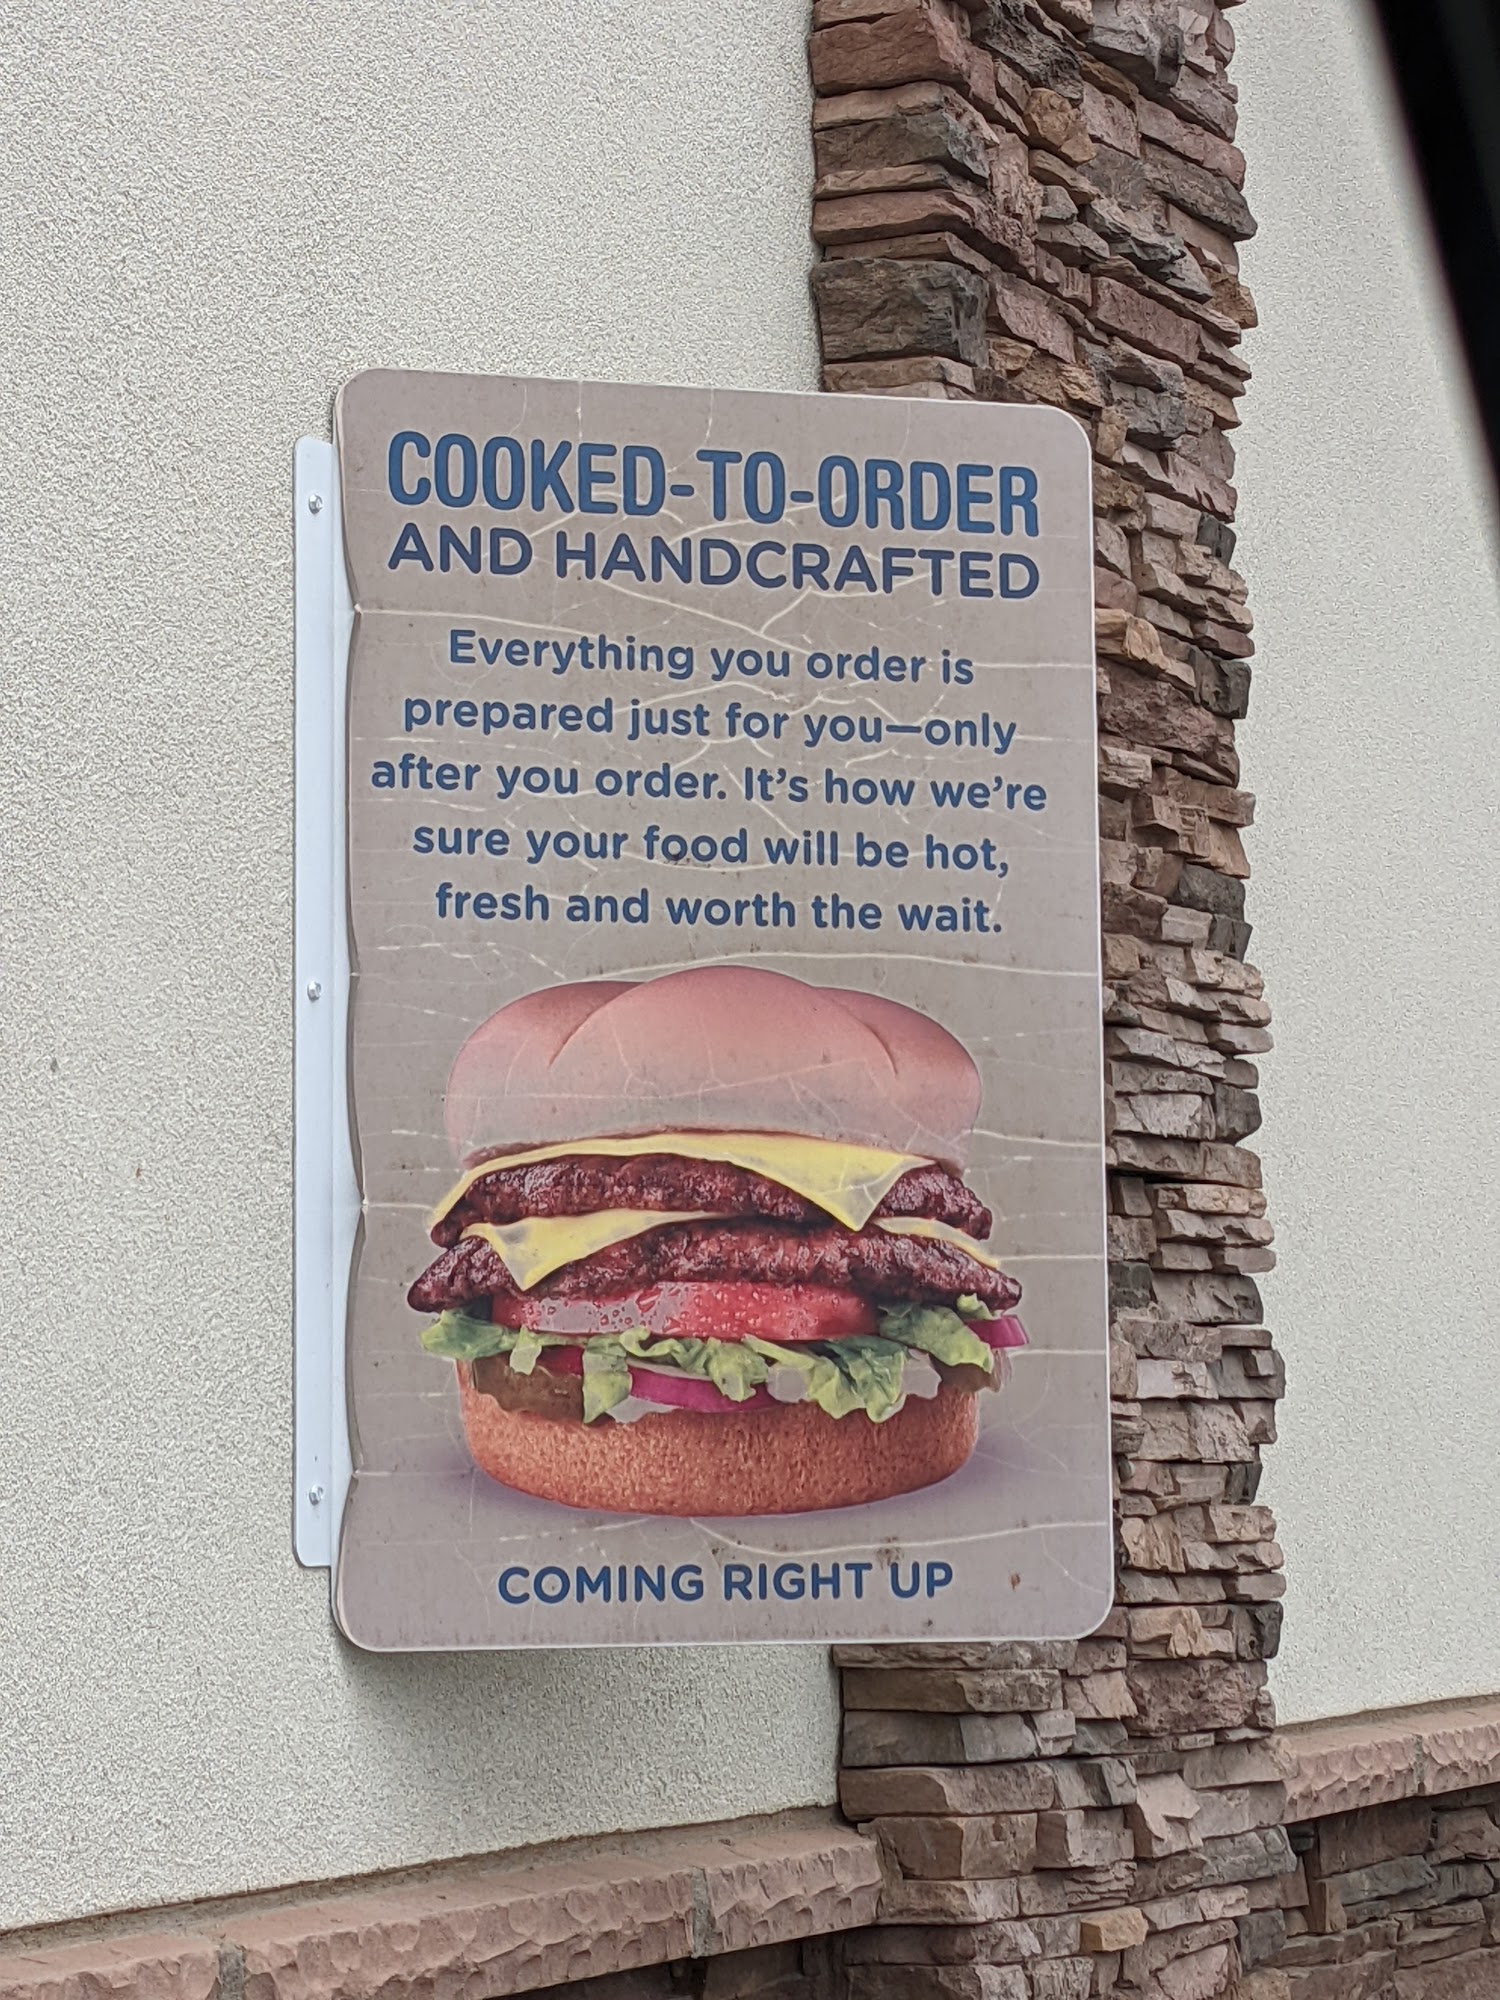 COOKED-TO-ORDER
AND HANDCRAFTED
Everything you order is
prepared just for you—only
after you order. It's how we're
sure your food will be hot,
fresh and worth the wait.
COMING RIGHT UP